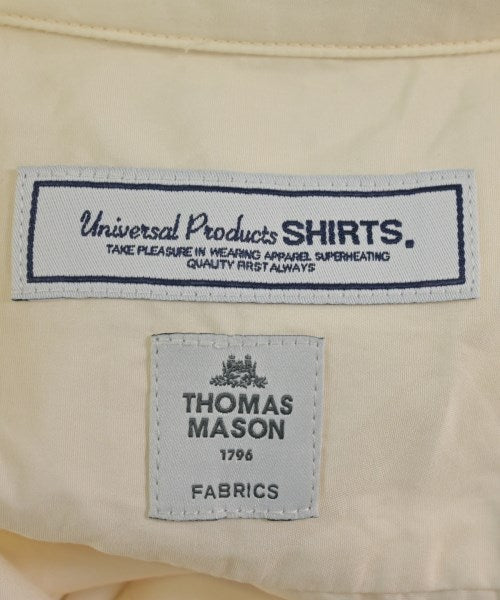 Universal Products SHIRTS.
TAKE PLEASURE IN WEARING APPAREL SUPERHEATING
QUALITY FIRST ALWAYS
THOMAS
MASON
1796
FABRICS